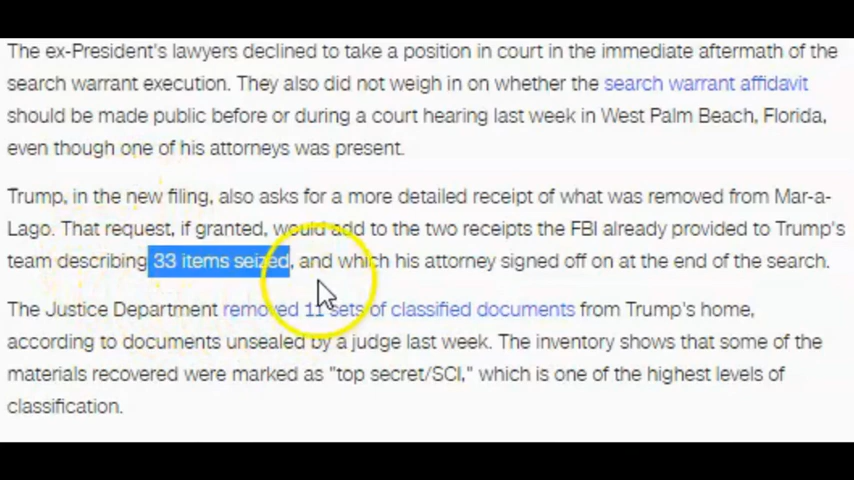 The ex-President's lawyers declined to take a position in court in the immediate aftermath of the
search warrant execution. They also did not weigh in on whether the search warrant affidavit
should be made public before or during a court hearing last week in West Palm Beach, Florida,
even though one of his attorneys was present.
Trump, in the new filing, also asks for a more detailed receipt of what was removed from Mar-a-
Lago. That request, if granted, would add to the two receipts the FBI already provided to Trump's
team describing 33 items seized, and which his attorney signed off on at the end of the search.
The Justice Department removed 11 sets of classified documents from Trump's home,
according to documents unsealed by a judge last week. The inventory shows that some of the
materials recovered were marked as "top secret/SCI," which is one of the highest levels of
classification.